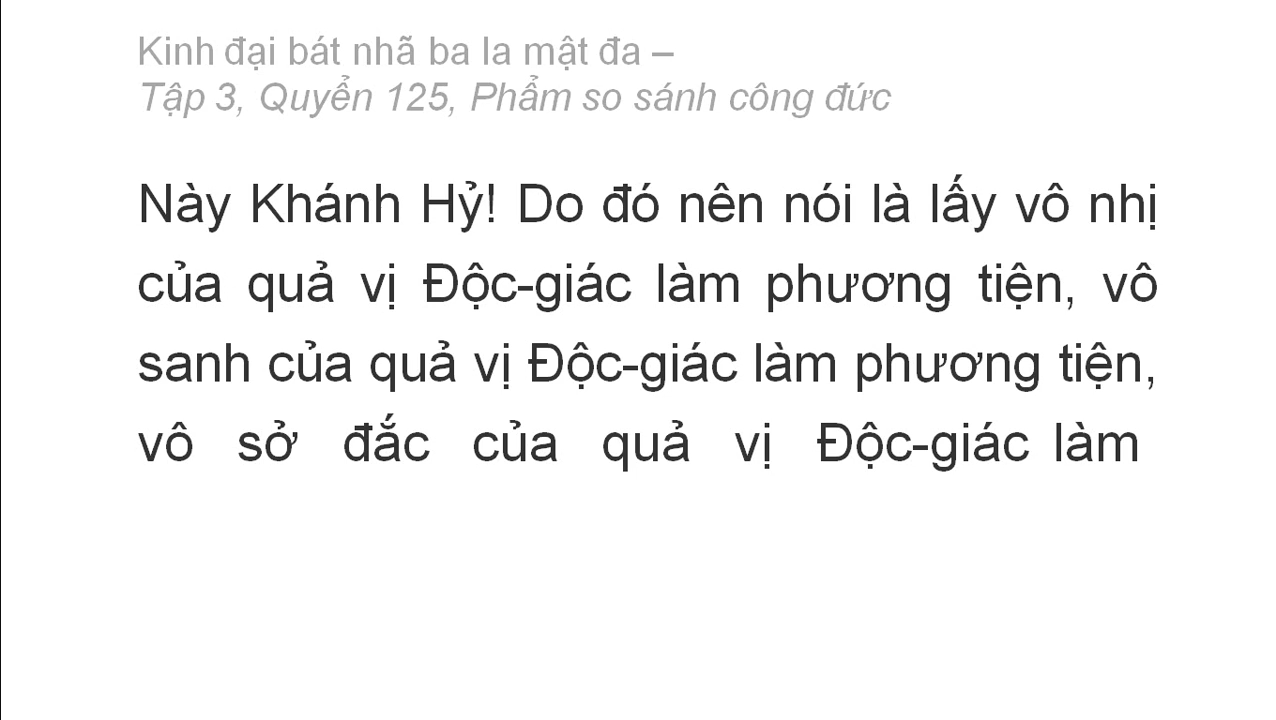 Kinh đại bát nhã ba la mật đa –
Tập 3, Quyển 125, Phẩm so sánh công đức
Này Khánh Hỷ! Do đó nên nói là lấy vô nhị
của quả vị Độc-giác làm phương tiện, vô
sanh của quả vị Độc-giác làm phương tiện,
vô sở đắc của quả vị Độc-giác làm